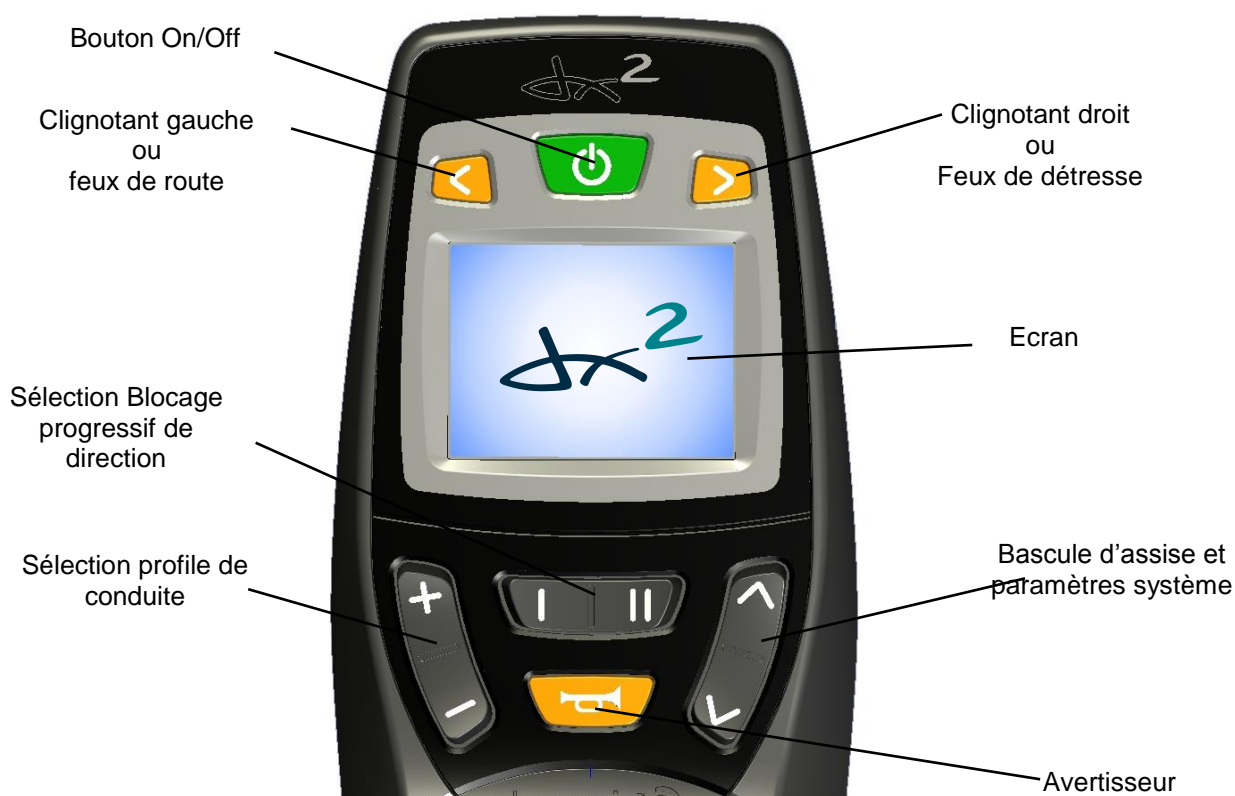 Bouton On/Off
Clignotant gauche
ou
feux de route
Clignotant droit
ou
Feux de détresse
dx2
dx2
Ecran
Sélection Blocage
progressif de
direction
Sélection profile de
conduite
Bascule d'assise et
paramètres système
I II
+
-
Avertisseur